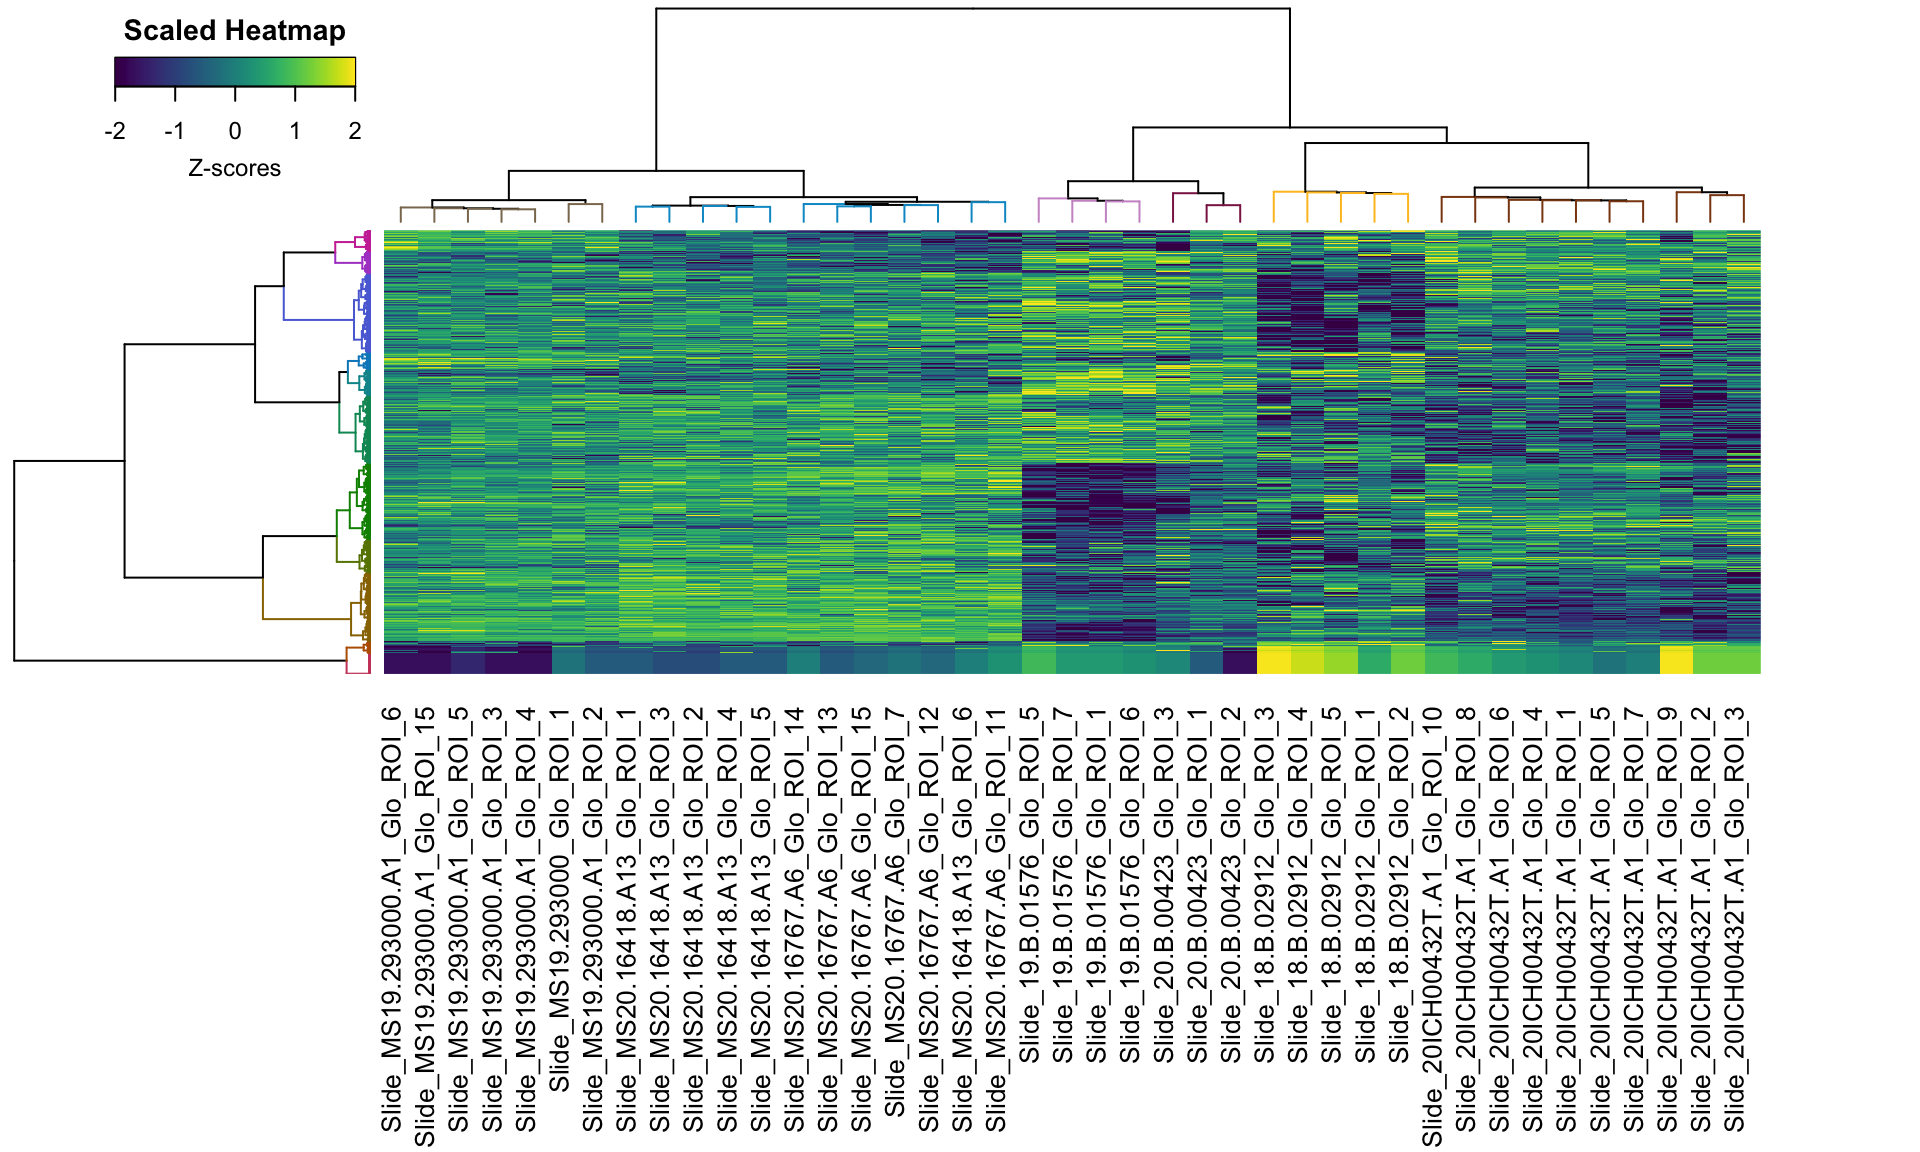 Scaled Heatmap
-2 -1 0 1 2
Z-scores
Slide_MS19.293000.A1_Glo_ROI_6
Slide_MS19.293000.A1_Glo_ROI_15
Slide_MS19.293000.A1_Glo_ROI_5
Slide_MS19.293000.A1_Glo_ROI_3
Slide_MS19.293000.A1_Glo_ROI_4
Slide_MS19.293000_Glo_ROI_1
Slide_MS19.293000.A1_Glo_ROI_2
Slide_MS20.16418.A13_Glo_ROI_1
Slide_MS20.16418.A13_Glo_ROI_3
Slide_MS20.16418.A13_Glo_ROI_2
Slide_MS20.16418.A13_Glo_ROI_4
Slide_MS20.16418.A13_Glo_ROI_5
Slide_MS20.16767.A6_Glo_ROI_14
Slide_MS20.16767.A6_Glo_ROI_13
Slide_MS20.16767.A6_Glo_ROI_15
Slide_MS20.16767.A6_Glo_ROI_7
Slide_MS20.16767.A6_Glo_ROI_12
Slide_MS20.16418.A13_Glo_ROI_6
Slide_MS20.16767.A6_Glo_ROI_11
Slide_19.B.01576_Glo_ROI_5
Slide_19.B.01576_Glo_ROI_7
Slide_19.B.01576_Glo_ROI_1
Slide_19.B.01576_Glo_ROI_6
Slide_20.B.00423_Glo_ROI_3
Slide_20.B.00423_Glo_ROI_1
Slide_20.B.00423_Glo_ROI_2
Slide_18.B.02912_Glo_ROI_3
Slide_18.B.02912_Glo_ROI_4
Slide_18.B.02912_Glo_ROI_5
Slide_18.B.02912_Glo_ROI_1
Slide_18.B.02912_Glo_ROI_2
Slide_20ICH00432T.A1_Glo_ROI_10
Slide_20ICH00432T.A1_Glo_ROI_8
Slide_20ICH00432T.A1_Glo_ROI_6
Slide_20ICH00432T.A1_Glo_ROI_4
Slide_20ICH00432T.A1_Glo_ROI_1
Slide_20ICH00432T.A1_Glo_ROI_5
Slide_20ICH00432T.A1_Glo_ROI_7
Slide_20ICH00432T.A1_Glo_ROI_9
Slide_20ICH00432T.A1_Glo_ROI_2
Slide_20ICH00432T.A1_Glo_ROI_3